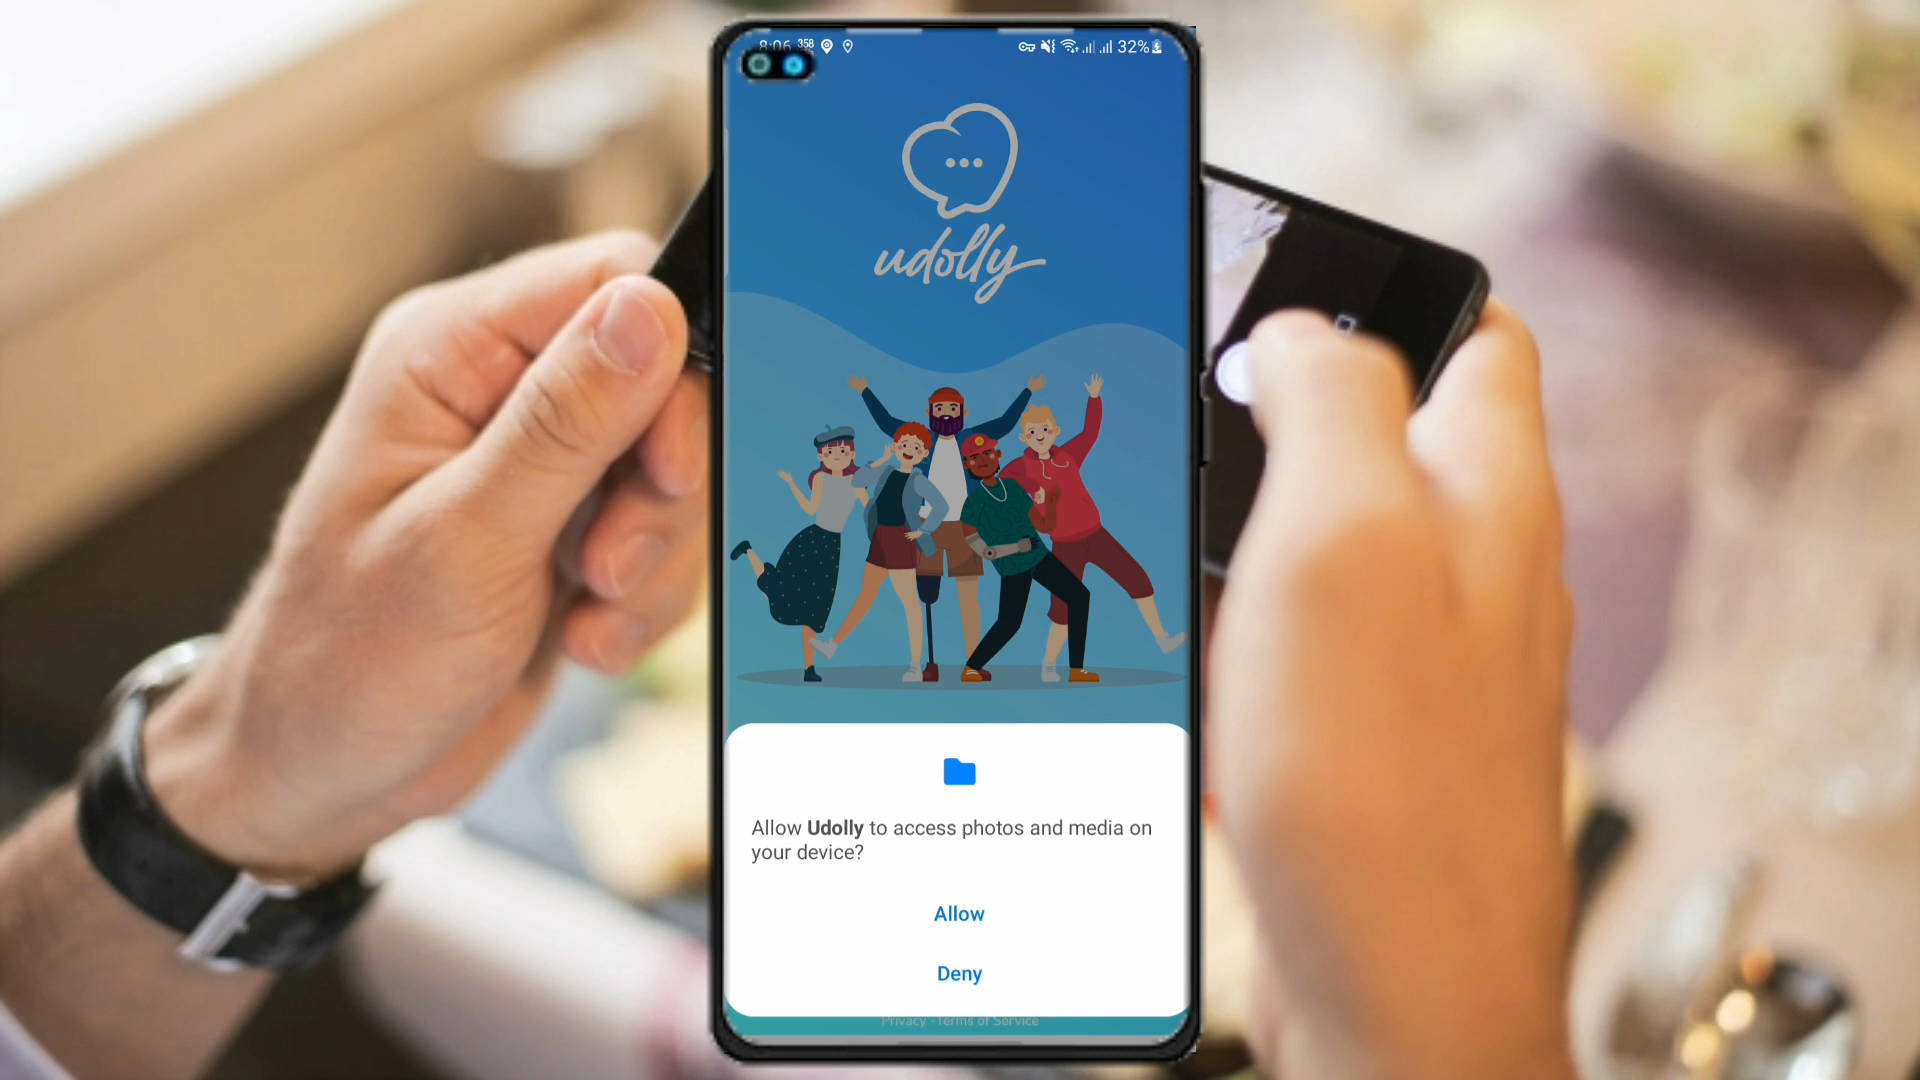 8:06 358 32%
udolly
Allow Udolly to access photos and media on
your device?
Allow
Deny
Privacy - Terms of Service